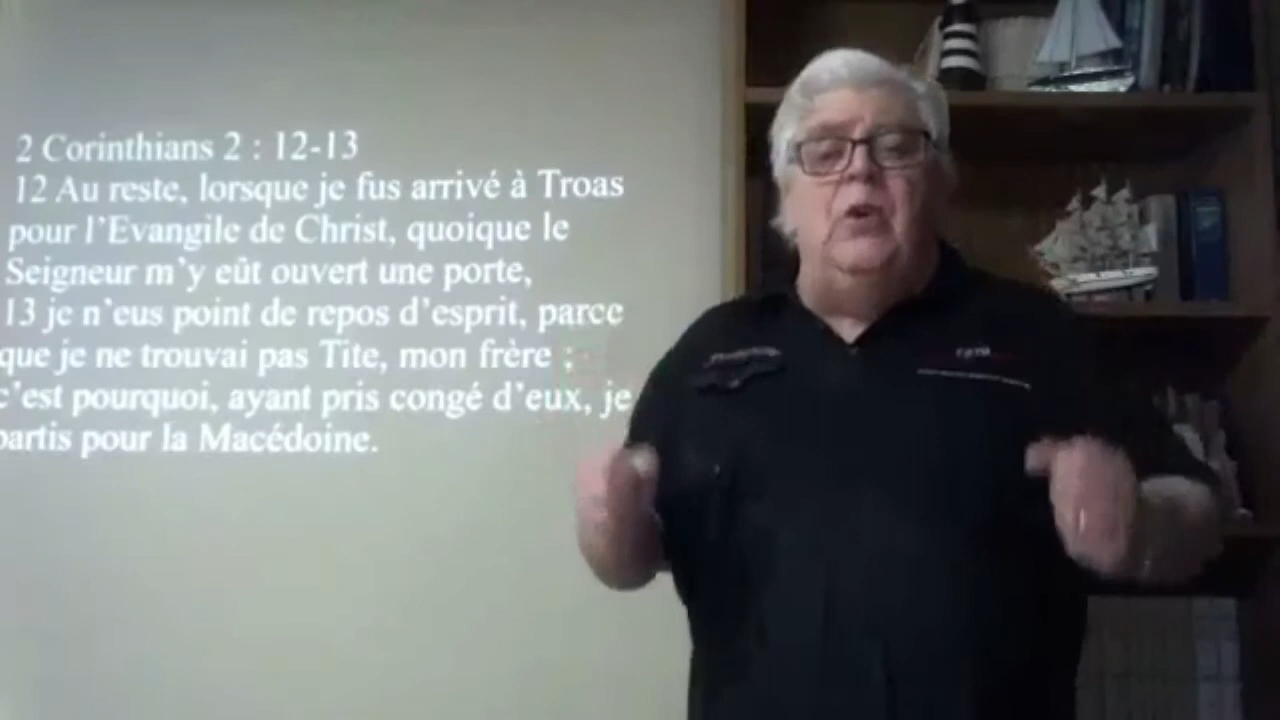 2 Corinthians 2 : 12-13
12 Au reste, lorsque je fus arrivé à Troas
pour l'Evangile de Christ, quoique le
Seigneur m'y eût ouvert une porte,
13 je n'eus point de repos d'esprit, parce
que je ne trouvai pas Tite, mon frère ;
c'est pourquoi, ayant pris congé d'eux, je
partis pour la Macédoine.